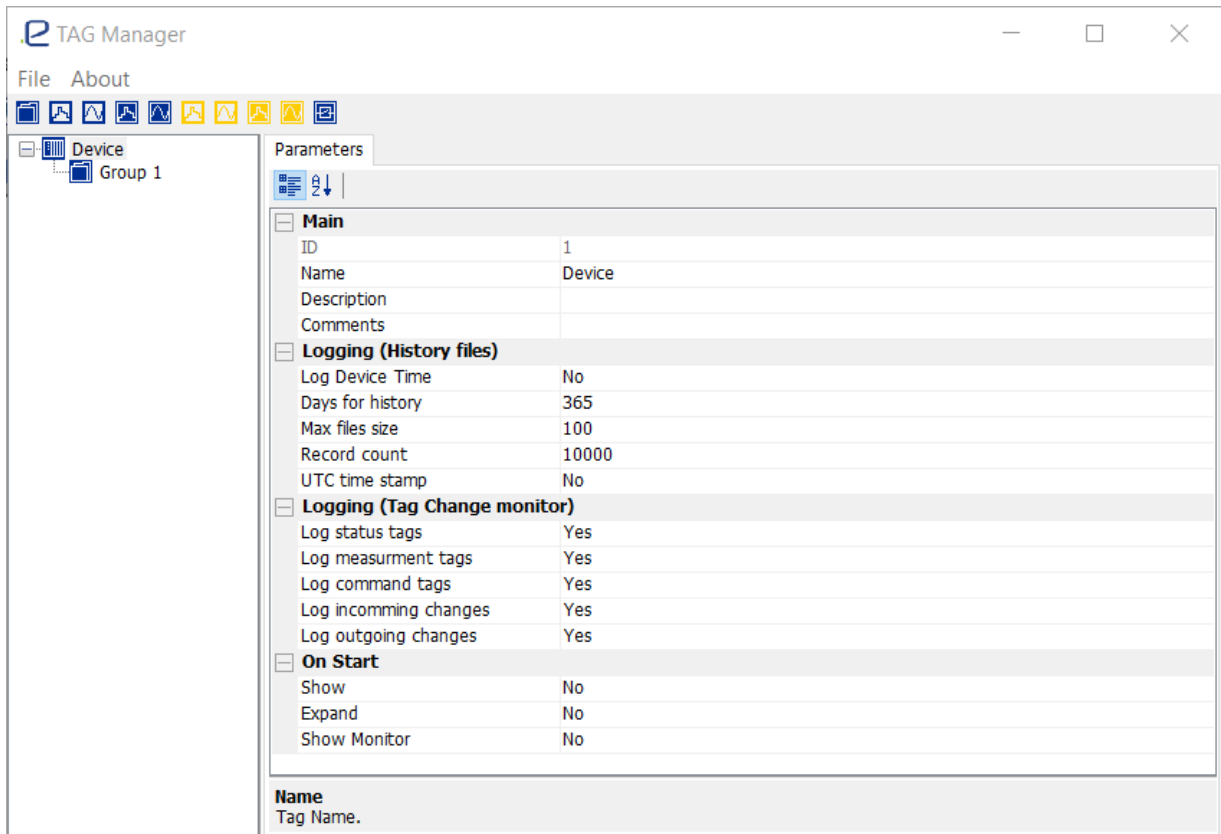 TAG Manager
File About
Device
Group 1
Parameters
Main
ID 1
Name Device
Description
Comments
Logging (History files)
Log Device Time No
Days for history 365
Max files size 100
Record count 10000
UTC time stamp No
Logging (Tag Change monitor)
Log status tags Yes
Log measurment tags Yes
Log command tags Yes
Log incomming changes Yes
Log outgoing changes Yes
On Start
Show No
Expand No
Show Monitor No
Name
Tag Name.